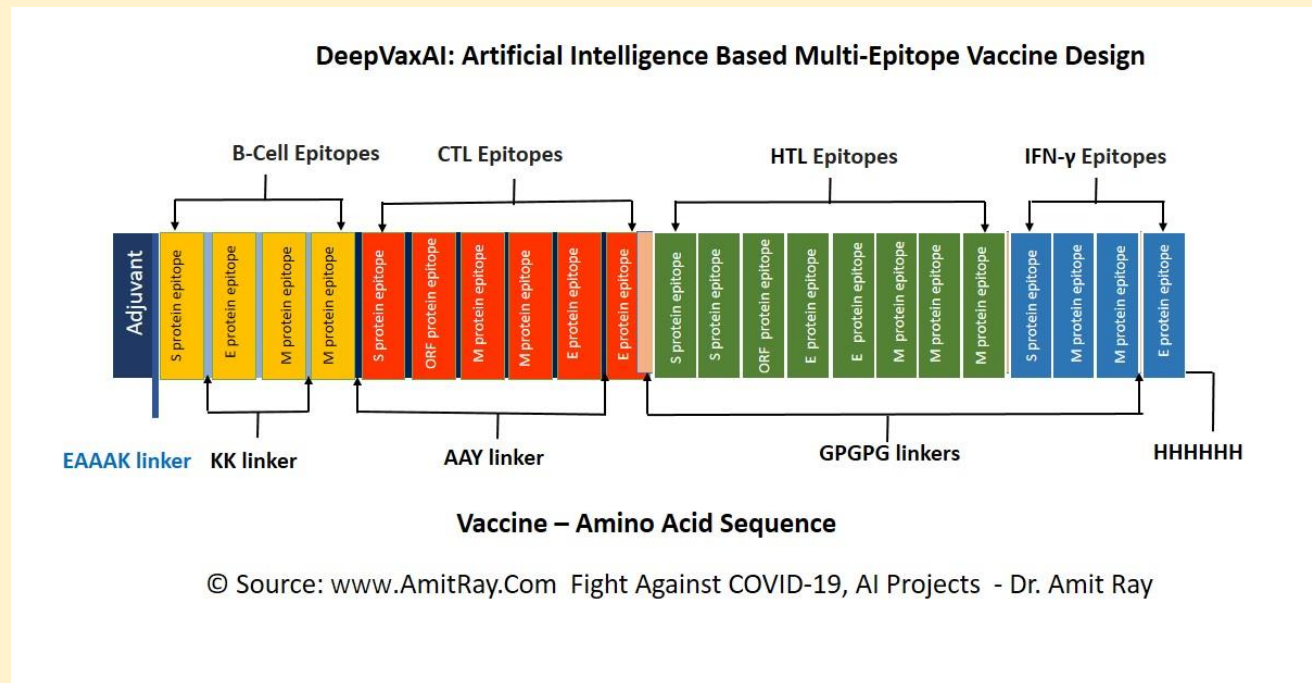 DeepVaxAI: Artificial Intelligence Based Multi-Epitope Vaccine Design
B-Cell Epitopes
CTL Epitopes
HTL Epitopes
IFN-γ Epitopes
Adjuvant
S protein epitope
E protein epitope
M protein epitope
M protein epitope
S protein epitope
ORF protein epitope
M protein epitope
M protein epitope
E protein epitope
E protein epitope
S protein epitope
S protein epitope
ORF protein epitope
E protein epitope
E protein epitope
M protein epitope
M protein epitope
M protein epitope
S protein epitope
M protein epitope
M protein epitope
E protein epitope
EAAAK linker
KK linker
AAY linker
GPGPG linkers
HHHHHH
Vaccine – Amino Acid Sequence
© Source: www.AmitRay.Com Fight Against COVID-19, AI Projects - Dr. Amit Ray